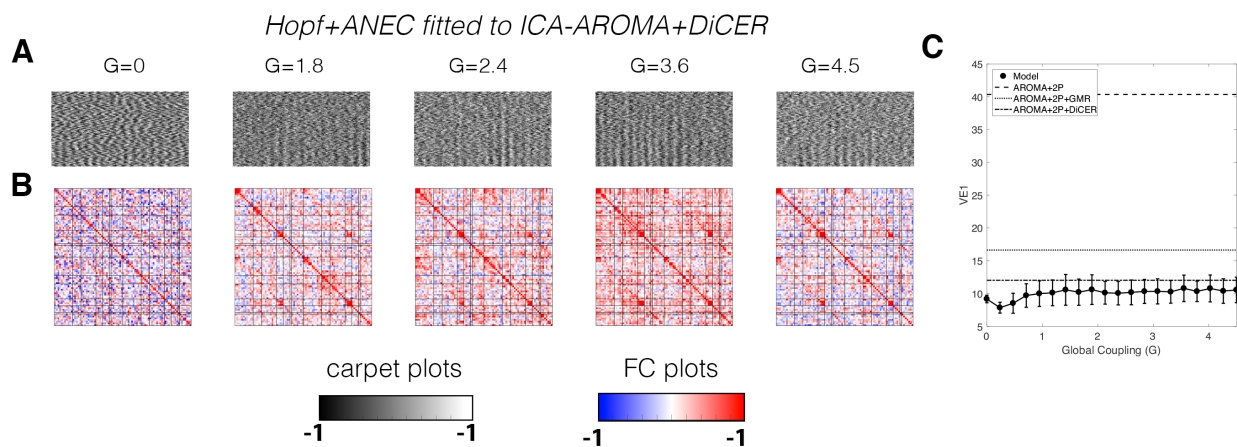 Hopf+ANEC fitted to ICA-AROMA+DiCER
A
G=0
G=1.8
G=2.4
G=3.6
G=4.5
B
carpet plots
-1
-1
FC plots
-1
-1
C
45
40
35
30
25
20
15
10
5
VE1
Model
AROMA+2P
AROMA+2P+GMR
AROMA+2P+DiCER
0
1
2
3
4
Global Coupling (G)